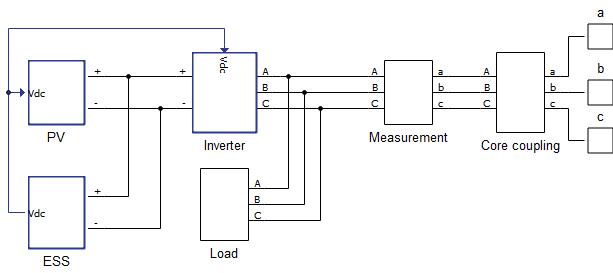 a
Vdc
+ + A A a A a
Vdc
- - B B b B b
C C c C c
b
PV
Inverter
Measurement
Core coupling
c
+
A
Vdc
B
-
C
ESS
Load